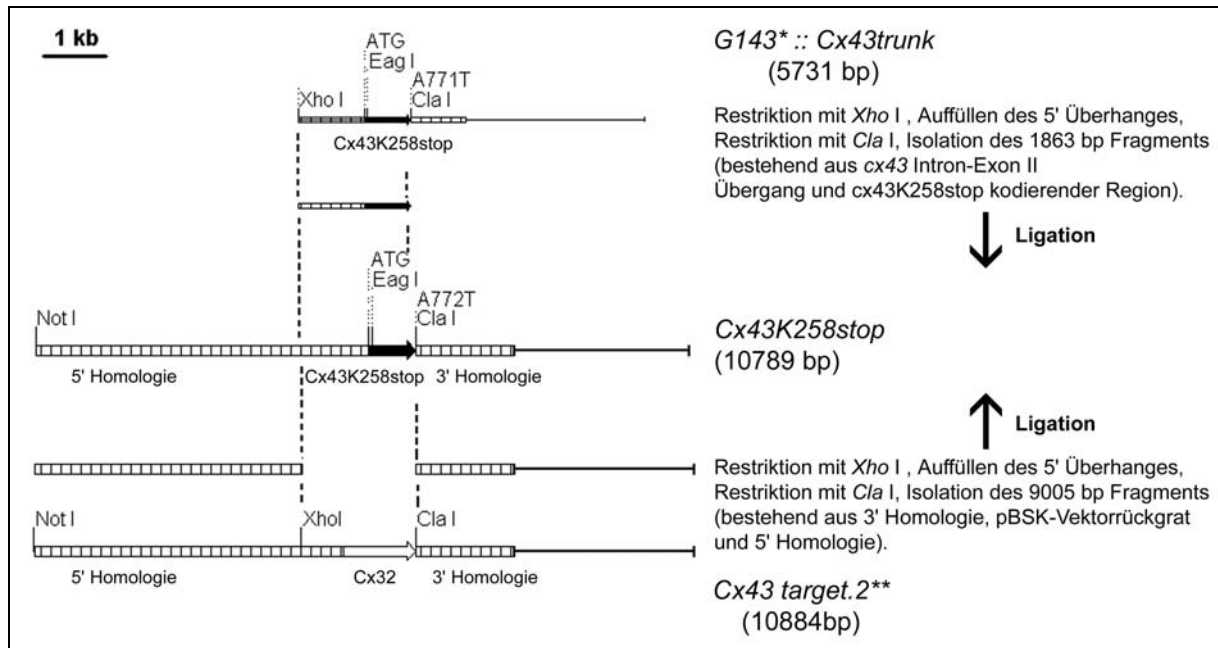 1 kb
ATG
Eag I
A771T
Xho I
Cla I
Cx43K258stop
G143* :: Cx43trunk
(5731 bp)
Restriktion mit Xho I , Auffüllen des 5' Überhanges,
Restriktion mit Cla I, Isolation des 1863 bp Fragments
(bestehend aus cx43 Intron-Exon II
Übergang und cx43K258stop kodierender Region).
Ligation
ATG
Eag I
A772T
Not I
Cla I
5' Homologie
Cx43K258stop
3' Homologie
Cx43K258stop
(10789 bp)
Ligation
Restriktion mit Xho I , Auffüllen des 5' Überhanges,
Restriktion mit Cla I, Isolation des 9005 bp Fragments
(bestehend aus 3' Homologie, pBSK-Vektorrückgrat
und 5' Homologie).
Not I
XhoI
Cla I
5' Homologie
Cx32
3' Homologie
Cx43 target.2**
(10884bp)